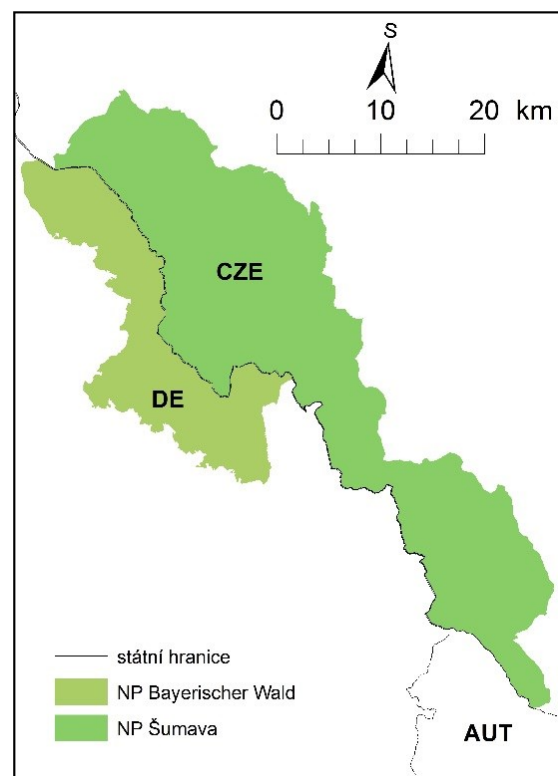 S
0 10 20 km
CZE
DE
státní hranice
NP Bayerischer Wald
NP Šumava
AUT